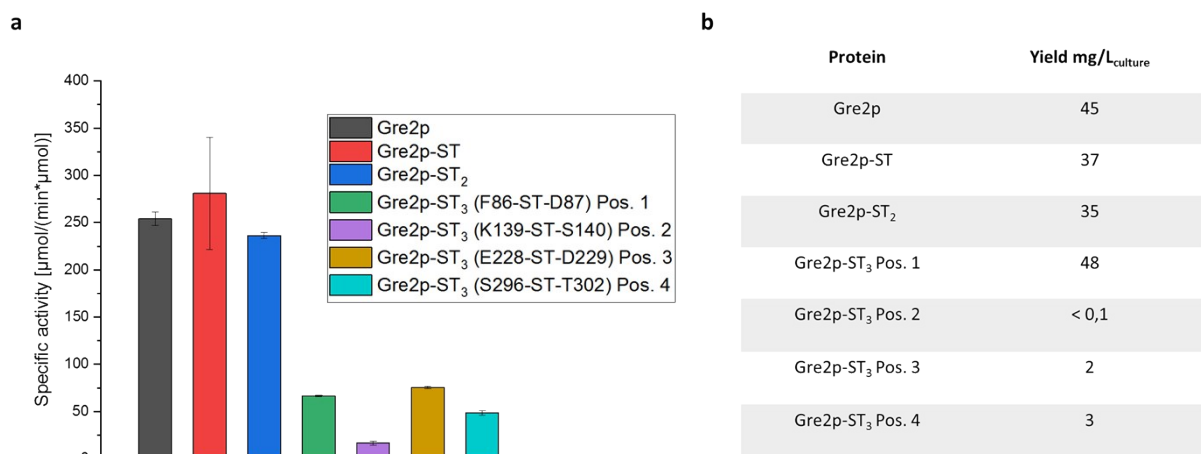 a
400
350
300
250
200
150
100
50
Specific activity [µmol/(min*µmol)]
Gre2p
Gre2p-ST
Gre2p-ST₂
Gre2p-ST₃ (F86-ST-D87) Pos. 1
Gre2p-ST₃ (K139-ST-S140) Pos. 2
Gre2p-ST₃ (E228-ST-D229) Pos. 3
Gre2p-ST₃ (S296-ST-T302) Pos. 4
b
Protein Yield mg/Lculture
Gre2p 45
Gre2p-ST 37
Gre2p-ST₂ 35
Gre2p-ST₃ Pos. 1 48
Gre2p-ST₃ Pos. 2 < 0,1
Gre2p-ST₃ Pos. 3 2
Gre2p-ST₃ Pos. 4 3